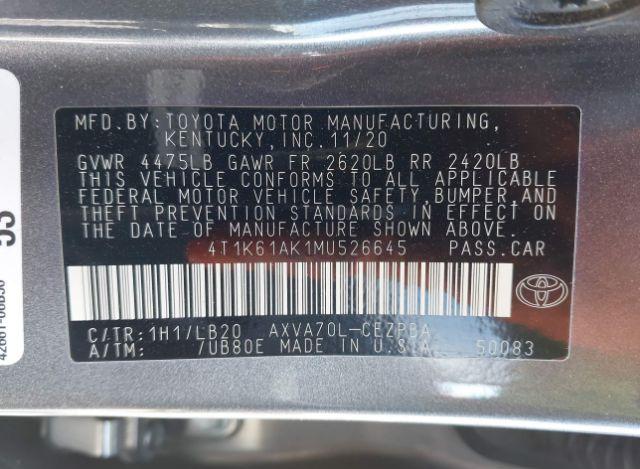 MFD.BY:TOYOTA MOTOR MANUFACTURING,
KENTUCKY,INC. 11/20
GVWR 4475LB GAWR FR 2620LB RR 2420LB
THIS VEHICLE CONFORMS TO ALL APPLICABLE
FEDERAL MOTOR VEHICLE SAFETY,BUMPER,AND
THEFT PREVENTION STANDARDS IN EFFECT ON
THE DATE OF MANUFACTURE SHOWN ABOVE.
4T1K61AK1MU526645 PASS.CAR
C/TR:1H1/LB20 AXVA70L-CEZPBA
A/TM: /UB80E MADE IN U.S.A. 50083
53